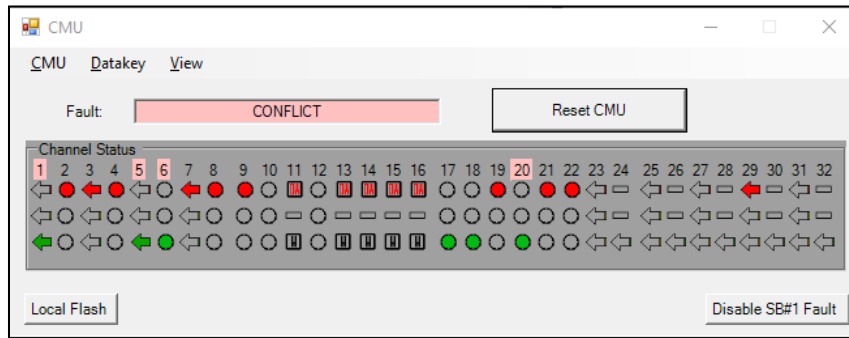 CMU
CMU Datakey View
Fault: CONFLICT Reset CMU
Channel Status
1 2 3 4 5 6 7 8 9 10 11 12 13 14 15 16 17 18 19 20 21 22 23 24 25 26 27 28 29 30 31 32
Local Flash Disable SB#1 Fault